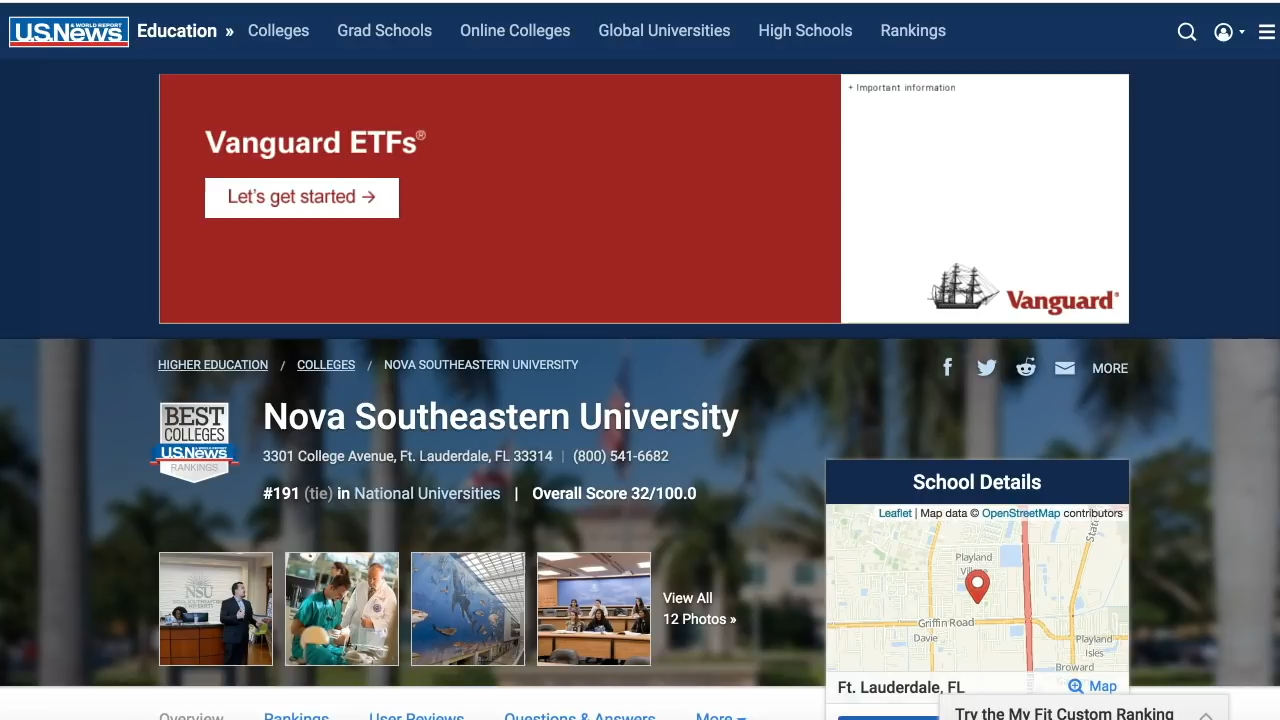 U.S.News & WORLD REPORT Education » Colleges Grad Schools Online Colleges Global Universities High Schools Rankings
+ Important information
Vanguard ETFs®
Let's get started →
Vanguard®
HIGHER EDUCATION / COLLEGES / NOVA SOUTHEASTERN UNIVERSITY
MORE
BEST
COLLEGES
U.S.News
RANKINGS
Nova Southeastern University
3301 College Avenue, Ft. Lauderdale, FL 33314 | (800) 541-6682
#191 (tie) in National Universities | Overall Score 32/100.0
School Details
Leaflet | Map data © OpenStreetMap contributors
State
Playland
Village
Griffin Road
Davie
Playland
Isles
Broward
NSU
View All
12 Photos »
Ft. Lauderdale, FL
Map
Overview Rankings User Reviews Questions & Answers More
Try the My Fit Custom Ranking